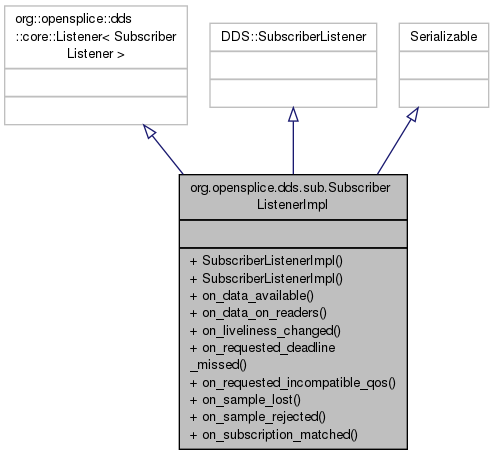 org::opensplice::dds
::core::Listener< Subscriber
Listener >
DDS::SubscriberListener
Serializable
org.opensplice.dds.sub.Subscriber
ListenerImpl
+ SubscriberListenerImpl()
+ SubscriberListenerImpl()
+ on_data_available()
+ on_data_on_readers()
+ on_liveliness_changed()
+ on_requested_deadline
_missed()
+ on_requested_incompatible_qos()
+ on_sample_lost()
+ on_sample_rejected()
+ on_subscription_matched()